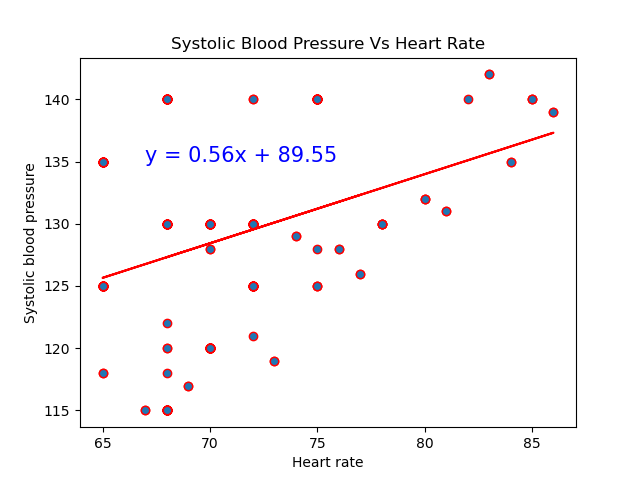 Systolic Blood Pressure Vs Heart Rate
140
135
130
125
120
115
Systolic blood pressure
y = 0.56x + 89.55
65 70 75 80 85
Heart rate